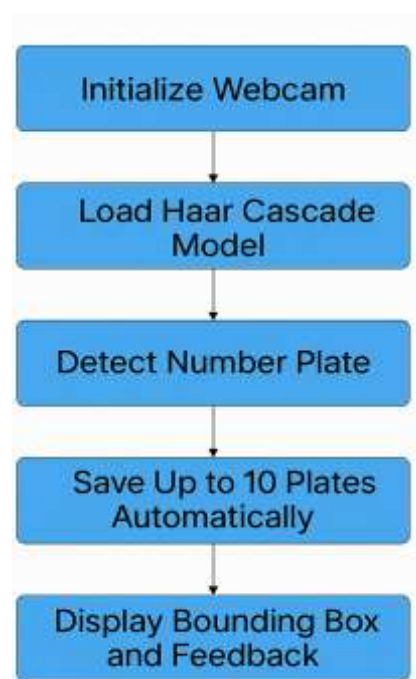 Initialize Webcam
Load Haar Cascade
Model
Detect Number Plate
Save Up to 10 Plates
Automatically
Display Bounding Box
and Feedback